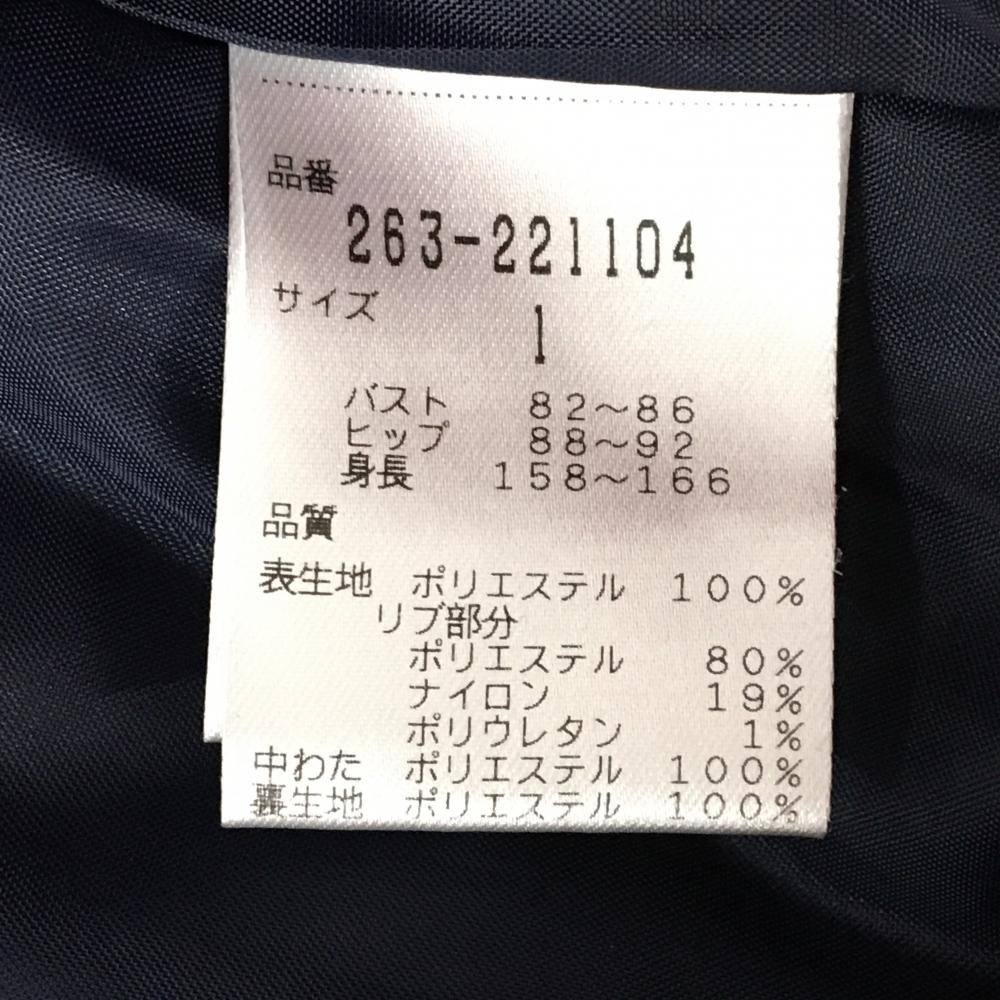 品番
263-221104
サイズ
1
バスト 82～86
ヒップ 88～92
身長 158～166
品質
表生地 ポリエステル 100%
リブ部分
ポリエステル 80%
ナイロン 19%
ポリウレタン 1%
中わた ポリエステル 100%
裏生地 ポリエステル 100%